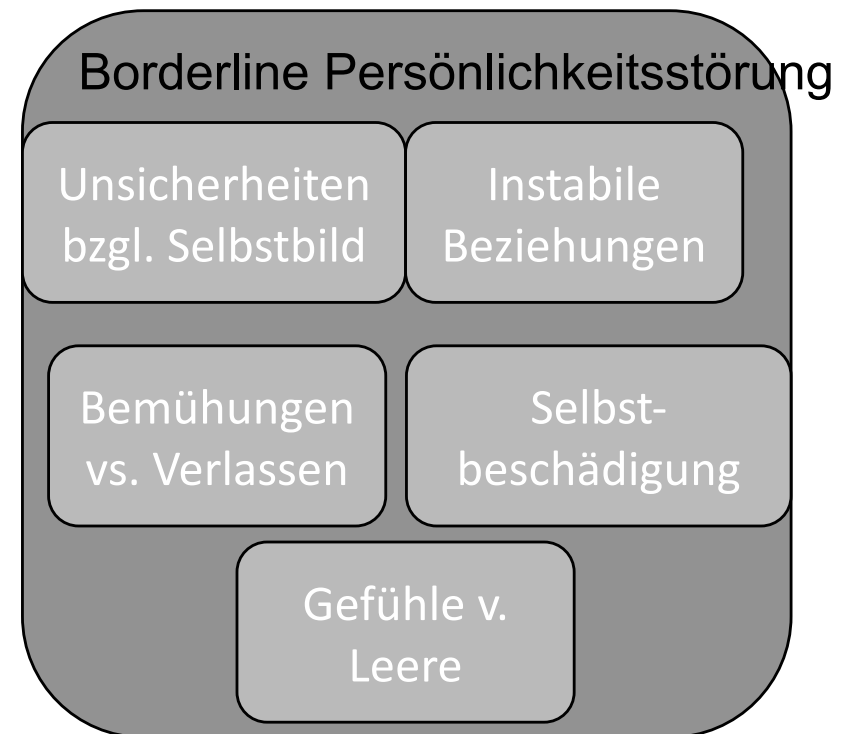 Borderline Persönlichkeitsstörung
Unsicherheiten
bzgl. Selbstbild
Instabile
Beziehungen
Bemühungen
vs. Verlassen
Selbst-
beschädigung
Gefühle v.
Leere